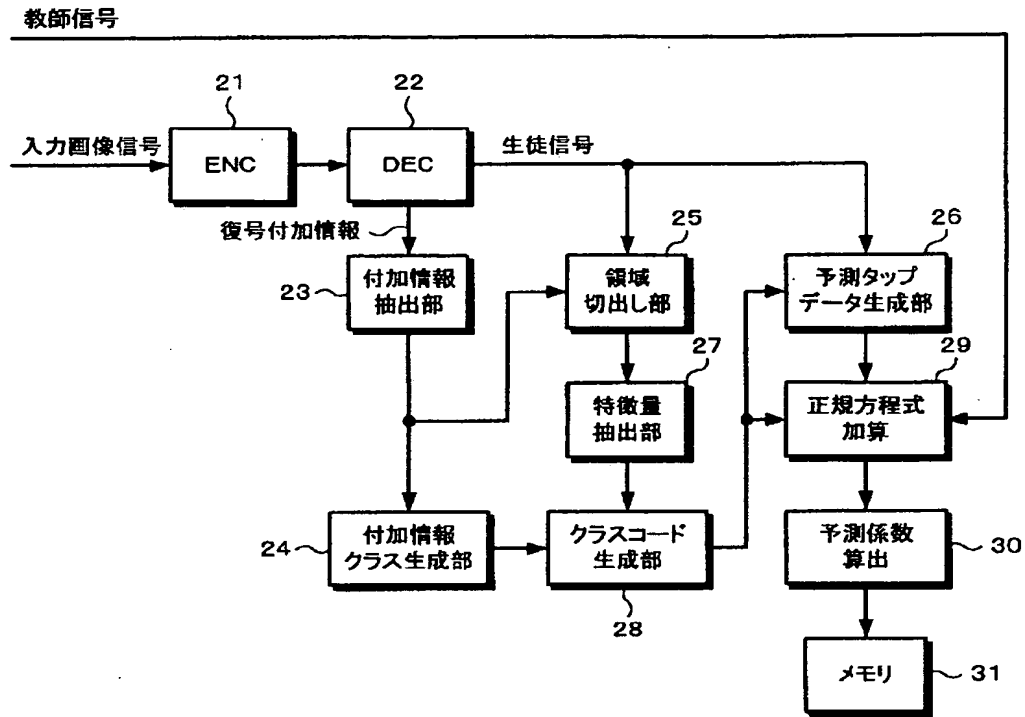 教師信号
21
22
入力画像信号
ENC
DEC
生徒信号
復号付加情報
25
26
23
付加情報
抽出部
領域
切出し部
予測タップ
データ生成部
27
29
特徴量
抽出部
正規方程式
加算
24
付加情報
クラス生成部
クラスコード
生成部
28
予測係数
算出
30
メモリ
31